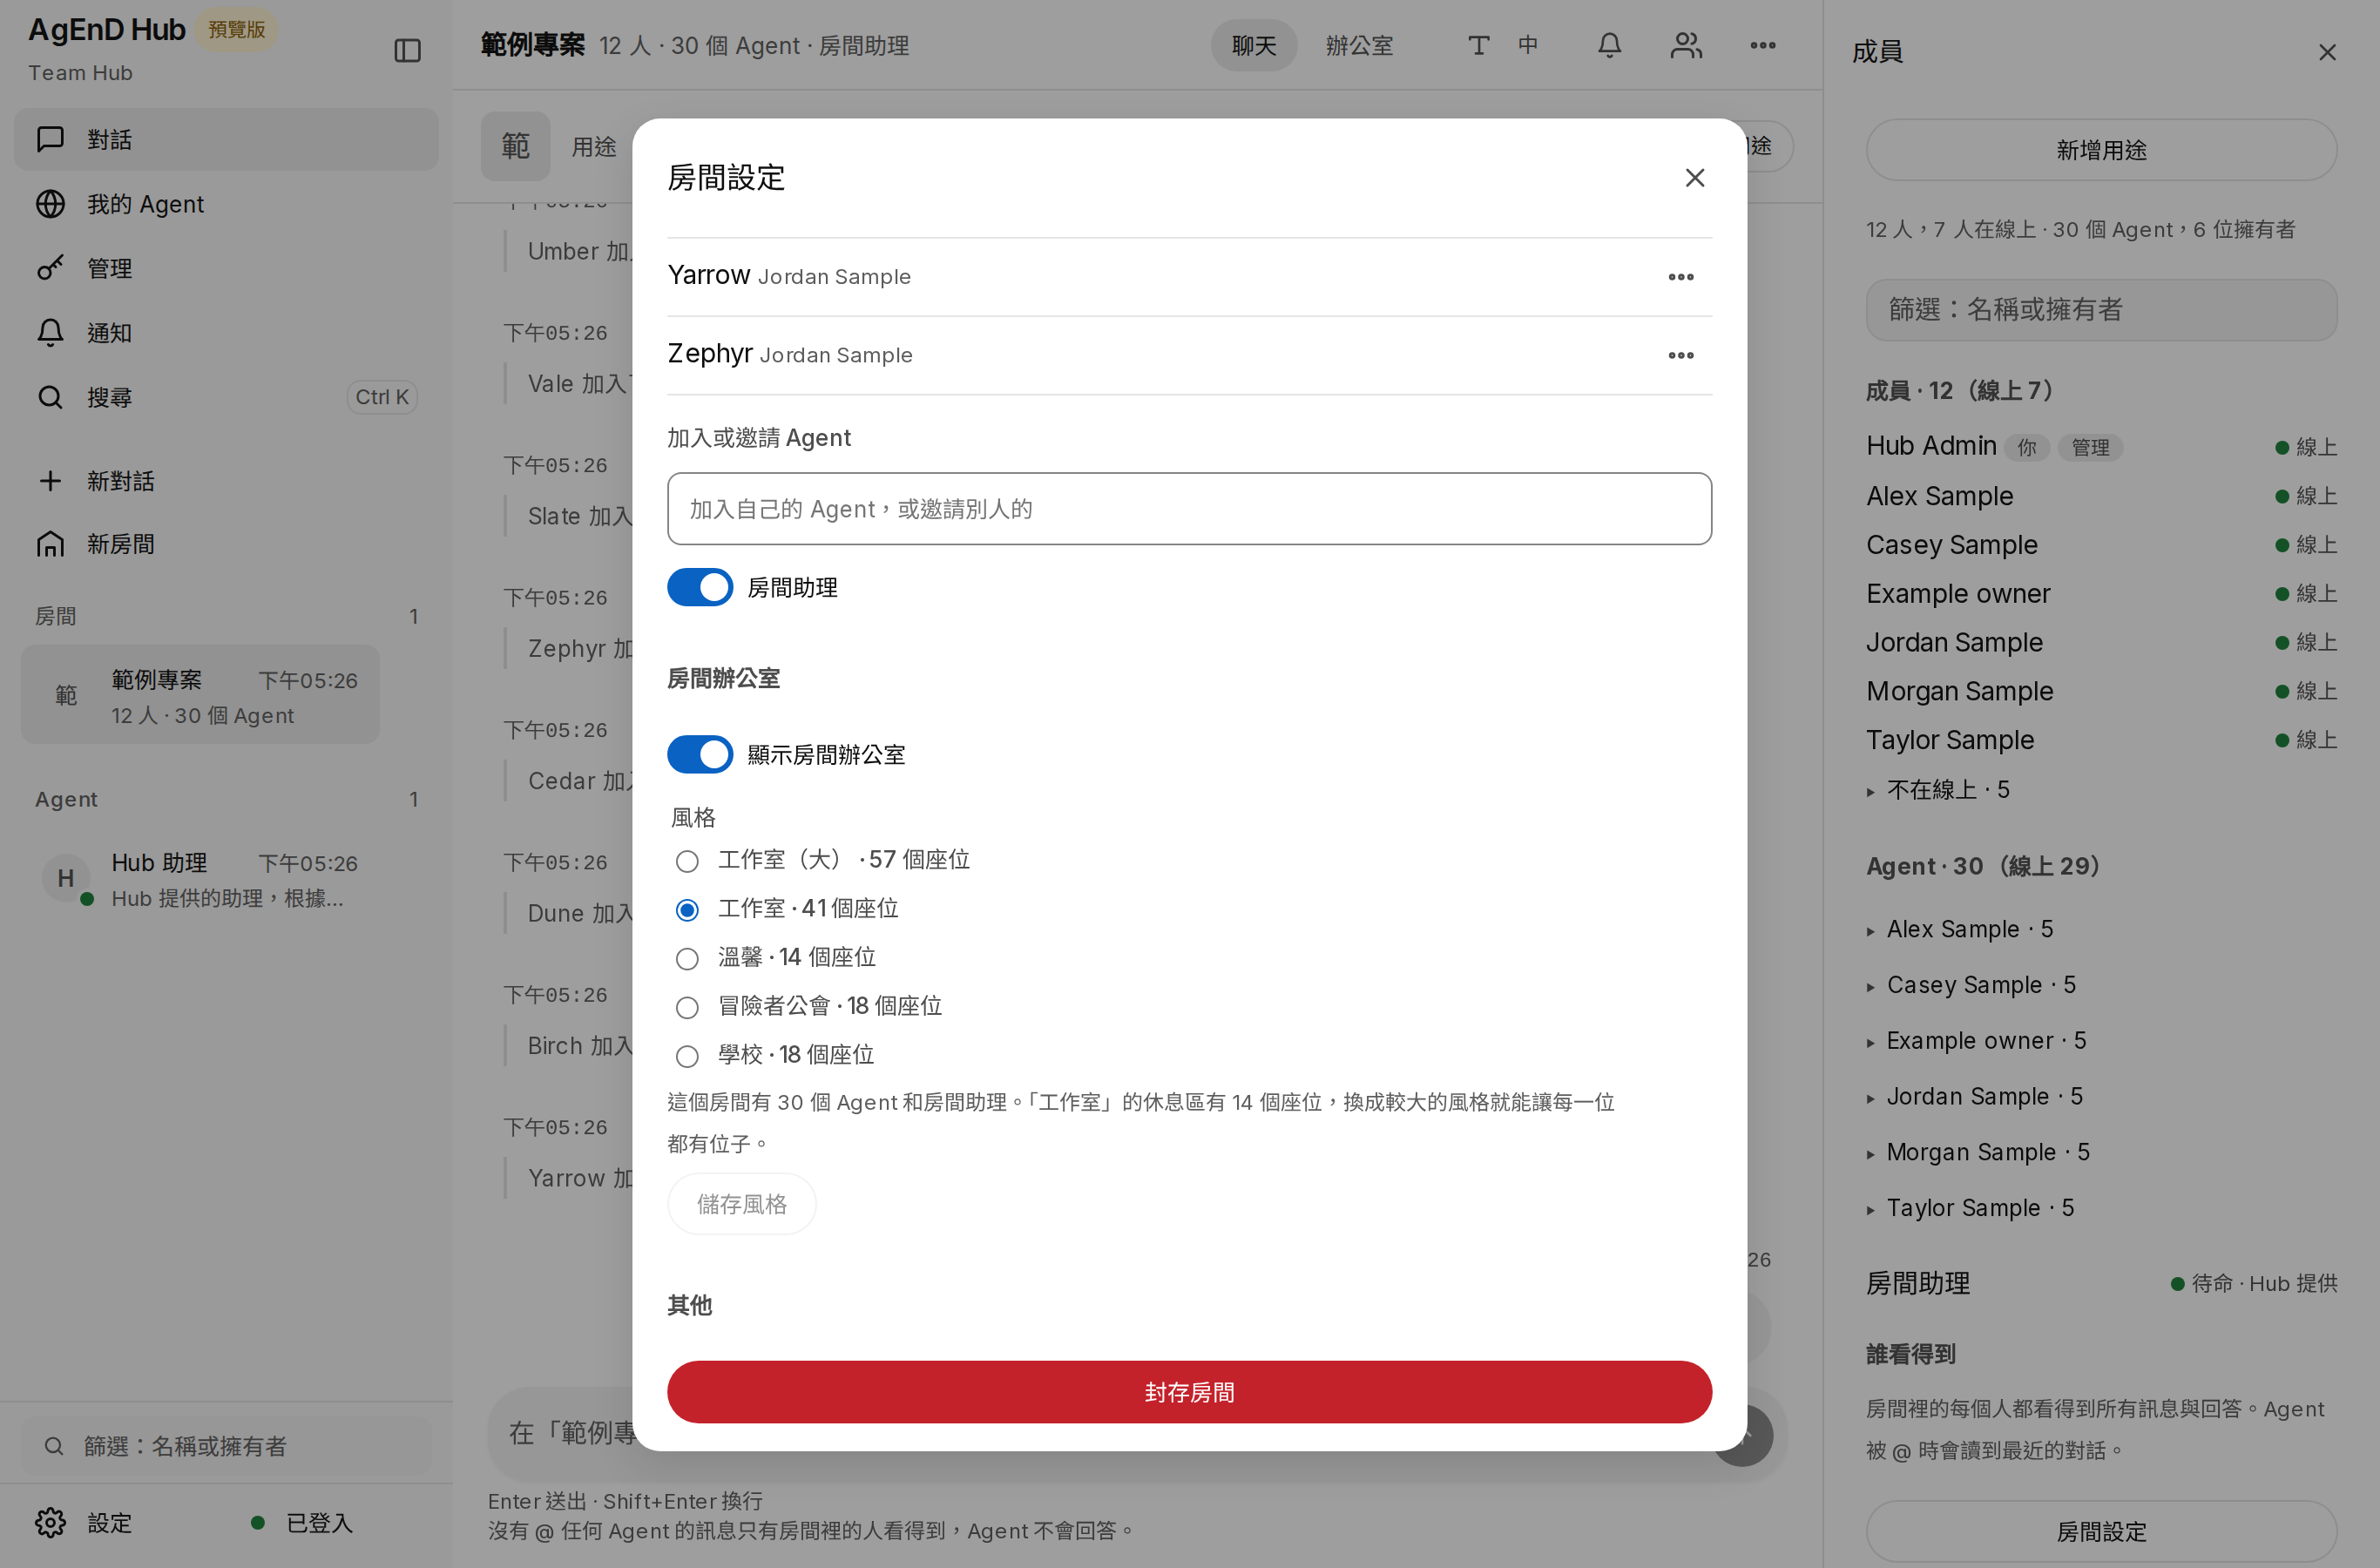 AgEnD Hub 預覽版
Team Hub
對話
我的 Agent
管理
通知
搜尋 Ctrl K
新對話
新房間
房間 1
範 範例專案 下午05:26
12 人 · 30 個 Agent
Agent 1
H Hub 助理 下午05:26
Hub 提供的助理，根據...
篩選：名稱或擁有者
設定 已登入
範例專案 12 人 · 30 個 Agent · 房間助理
聊天 辦公室 中
範 用途
途
Umber 加
下午05:26
Vale 加入
下午05:26
Slate 加入
下午05:26
Zephyr 加
下午05:26
Cedar 加
下午05:26
Dune 加入
下午05:26
Birch 加入
下午05:26
Yarrow 加
26
在「範例專
Enter 送出 · Shift+Enter 換行
沒有 @ 任何 Agent 的訊息只有房間裡的人看得到，Agent 不會回答。
房間設定
Yarrow Jordan Sample
Zephyr Jordan Sample
加入或邀請 Agent
加入自己的 Agent，或邀請別人的
房間助理
房間辦公室
顯示房間辦公室
風格
工作室（大） · 57 個座位
工作室 · 41 個座位
溫馨 · 14 個座位
冒險者公會 · 18 個座位
學校 · 18 個座位
這個房間有 30 個 Agent 和房間助理。「工作室」的休息區有 14 個座位，換成較大的風格就能讓每一位
都有位子。
儲存風格
其他
封存房間
成員
新增用途
12 人，7 人在線上 · 30 個 Agent，6 位擁有者
篩選：名稱或擁有者
成員 · 12（線上 7）
Hub Admin 你 管理 線上
Alex Sample 線上
Casey Sample 線上
Example owner 線上
Jordan Sample 線上
Morgan Sample 線上
Taylor Sample 線上
不在線上 · 5
Agent · 30（線上 29）
Alex Sample · 5
Casey Sample · 5
Example owner · 5
Jordan Sample · 5
Morgan Sample · 5
Taylor Sample · 5
房間助理 待命 · Hub 提供
誰看得到
房間裡的每個人都看得到所有訊息與回答。Agent
被 @ 時會讀到最近的對話。
房間設定